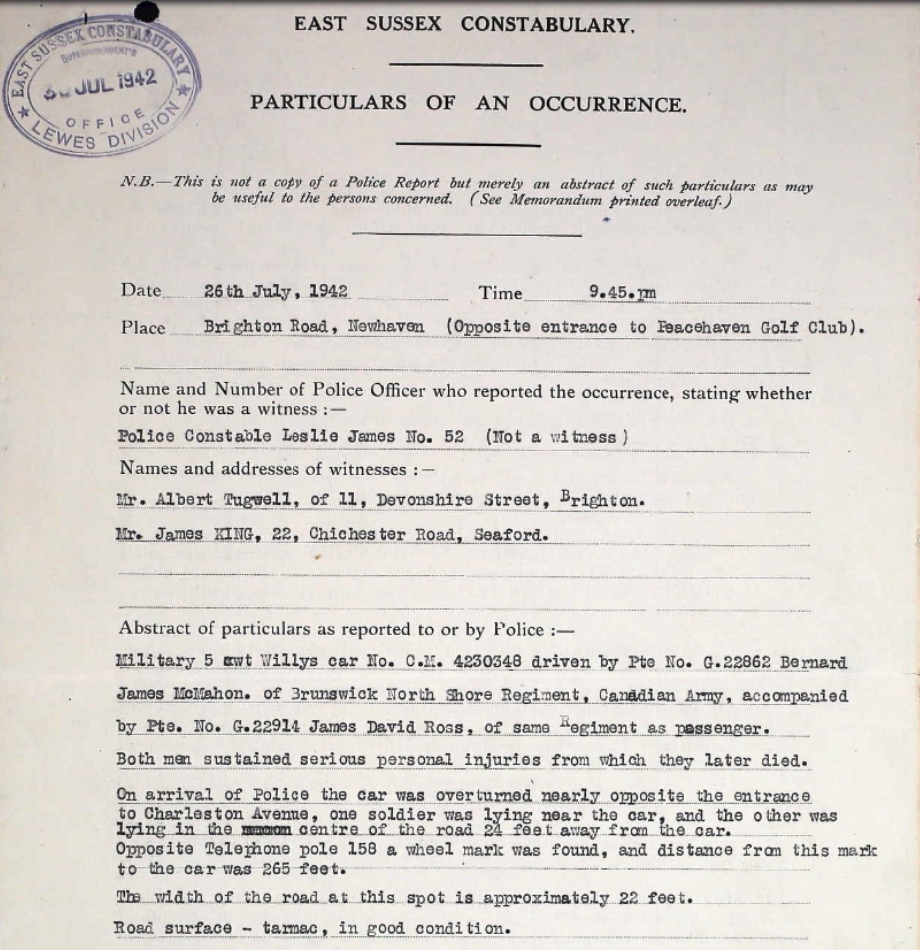 EAST SUSSEX CONSTABULARY.
EAST SUSSEX CONSTABULARY
SUPERINTENDENT'S
JUL 1942
OFFICE
LEWES DIVISION
PARTICULARS OF AN OCCURRENCE.
N.B.—This is not a copy of a Police Report but merely an abstract of such particulars as may
be useful to the persons concerned. (See Memorandum printed overleaf.)
Date 26th July, 1942 Time 9.45.pm
Place Brighton Road, Newhaven (Opposite entrance to Peacehaven Golf Club).
Name and Number of Police Officer who reported the occurrence, stating whether
or not he was a witness :—
Police Constable Leslie James No. 52 (Not a witness)
Names and addresses of witnesses :—
Mr. Albert Tugwell, of 11, Devonshire Street, Brighton.
Mr. James KING, 22, Chichester Road, Seaford.
Abstract of particulars as reported to or by Police :—
Military 5 cwt Willys car No. C.M. 4230348 driven by Pte No. G.22862 Bernard
James McMahon. of Brunswick North Shore Regiment, Canadian Army, accompanied
by Pte. No. G.22914 James David Ross, of same Regiment as passenger.
Both men sustained serious personal injuries from which they later died.
On arrival of Police the car was overturned nearly opposite the entrance
to Charleston Avenue, one soldier was lying near the car, and the other was
lying in the centre of the road 24 feet away from the car.
Opposite Telephone pole 158 a wheel mark was found, and distance from this mark
to the car was 265 feet.
The width of the road at this spot is approximately 22 feet.
Road surface - tarmac, in good condition.